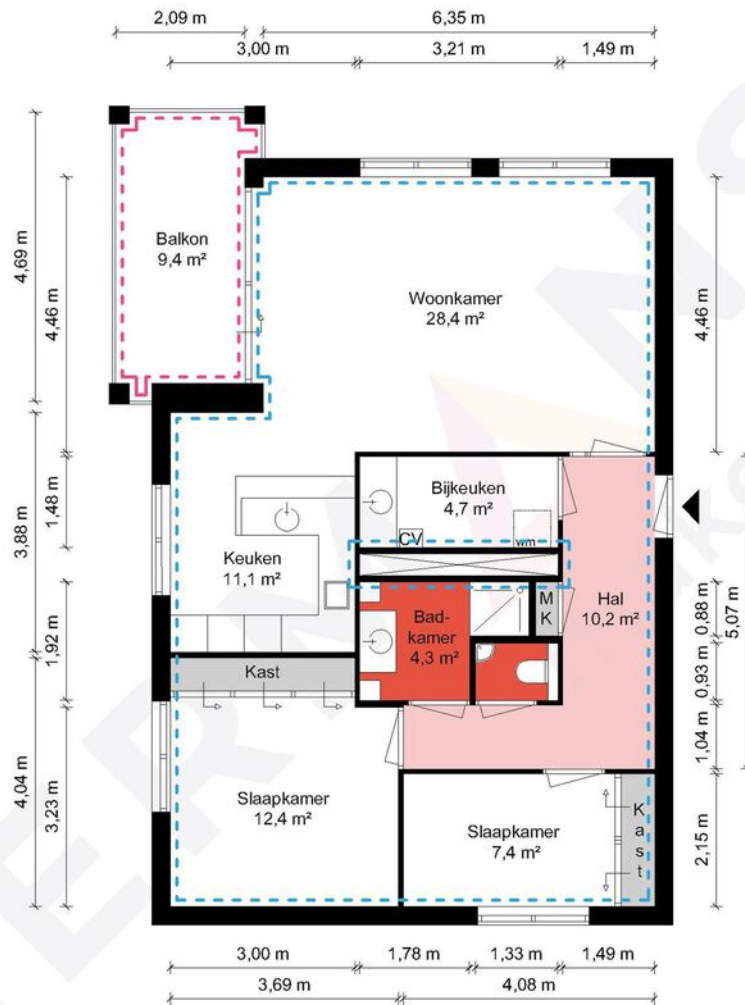 2,09 m
6,35 m
3,00 m
3,21 m
1,49 m
4,69 m
4,46 m
Balkon
9,4 m²
Woonkamer
28,4 m²
4,46 m
3,88 m
1,48 m
1,92 m
Bijkeuken
4,7 m²
CV
wm
Keuken
11,1 m²
Bad-
kamer
4,3 m²
M
K
Hal
10,2 m²
0,88 m
0,93 m
1,04 m
5,07 m
Kast
4,04 m
3,23 m
Slaapkamer
12,4 m²
Slaapkamer
7,4 m²
K
a
s
t
2,15 m
3,00 m
1,78 m
1,33 m
1,49 m
3,69 m
4,08 m